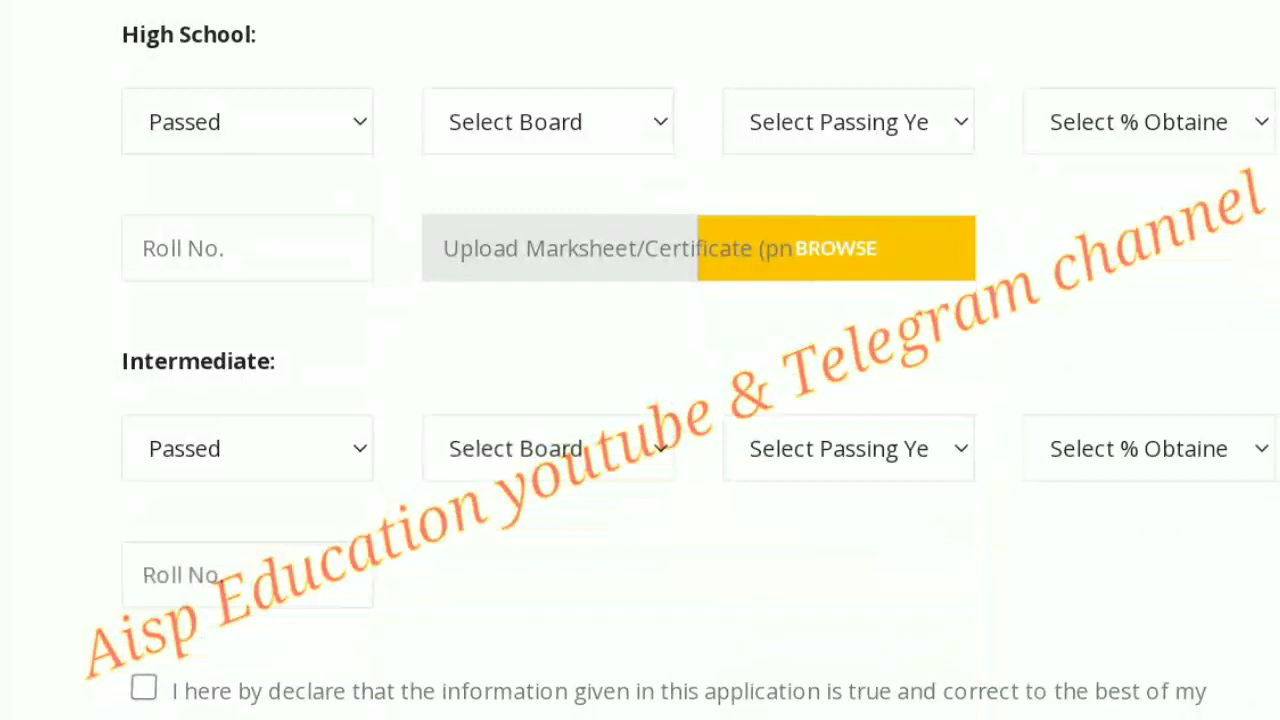 High School:
Passed
Select Board
Select Passing Ye
Select % Obtaine
Roll No.
Upload Marksheet/Certificate (pn
BROWSE
Intermediate:
Passed
Select Board
Select Passing Ye
Select % Obtaine
Roll No.
Aisp Education youtube & Telegram channel
I here by declare that the information given in this application is true and correct to the best of my